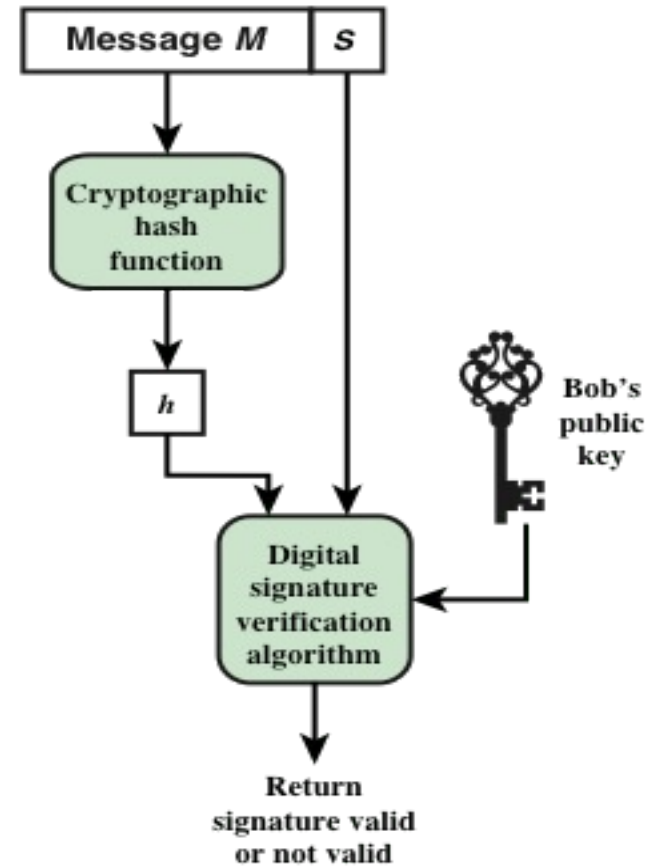 Message M S
Cryptographic
hash
function
h
Bob's
public
key
Digital
signature
verification
algorithm
Return
signature valid
or not valid